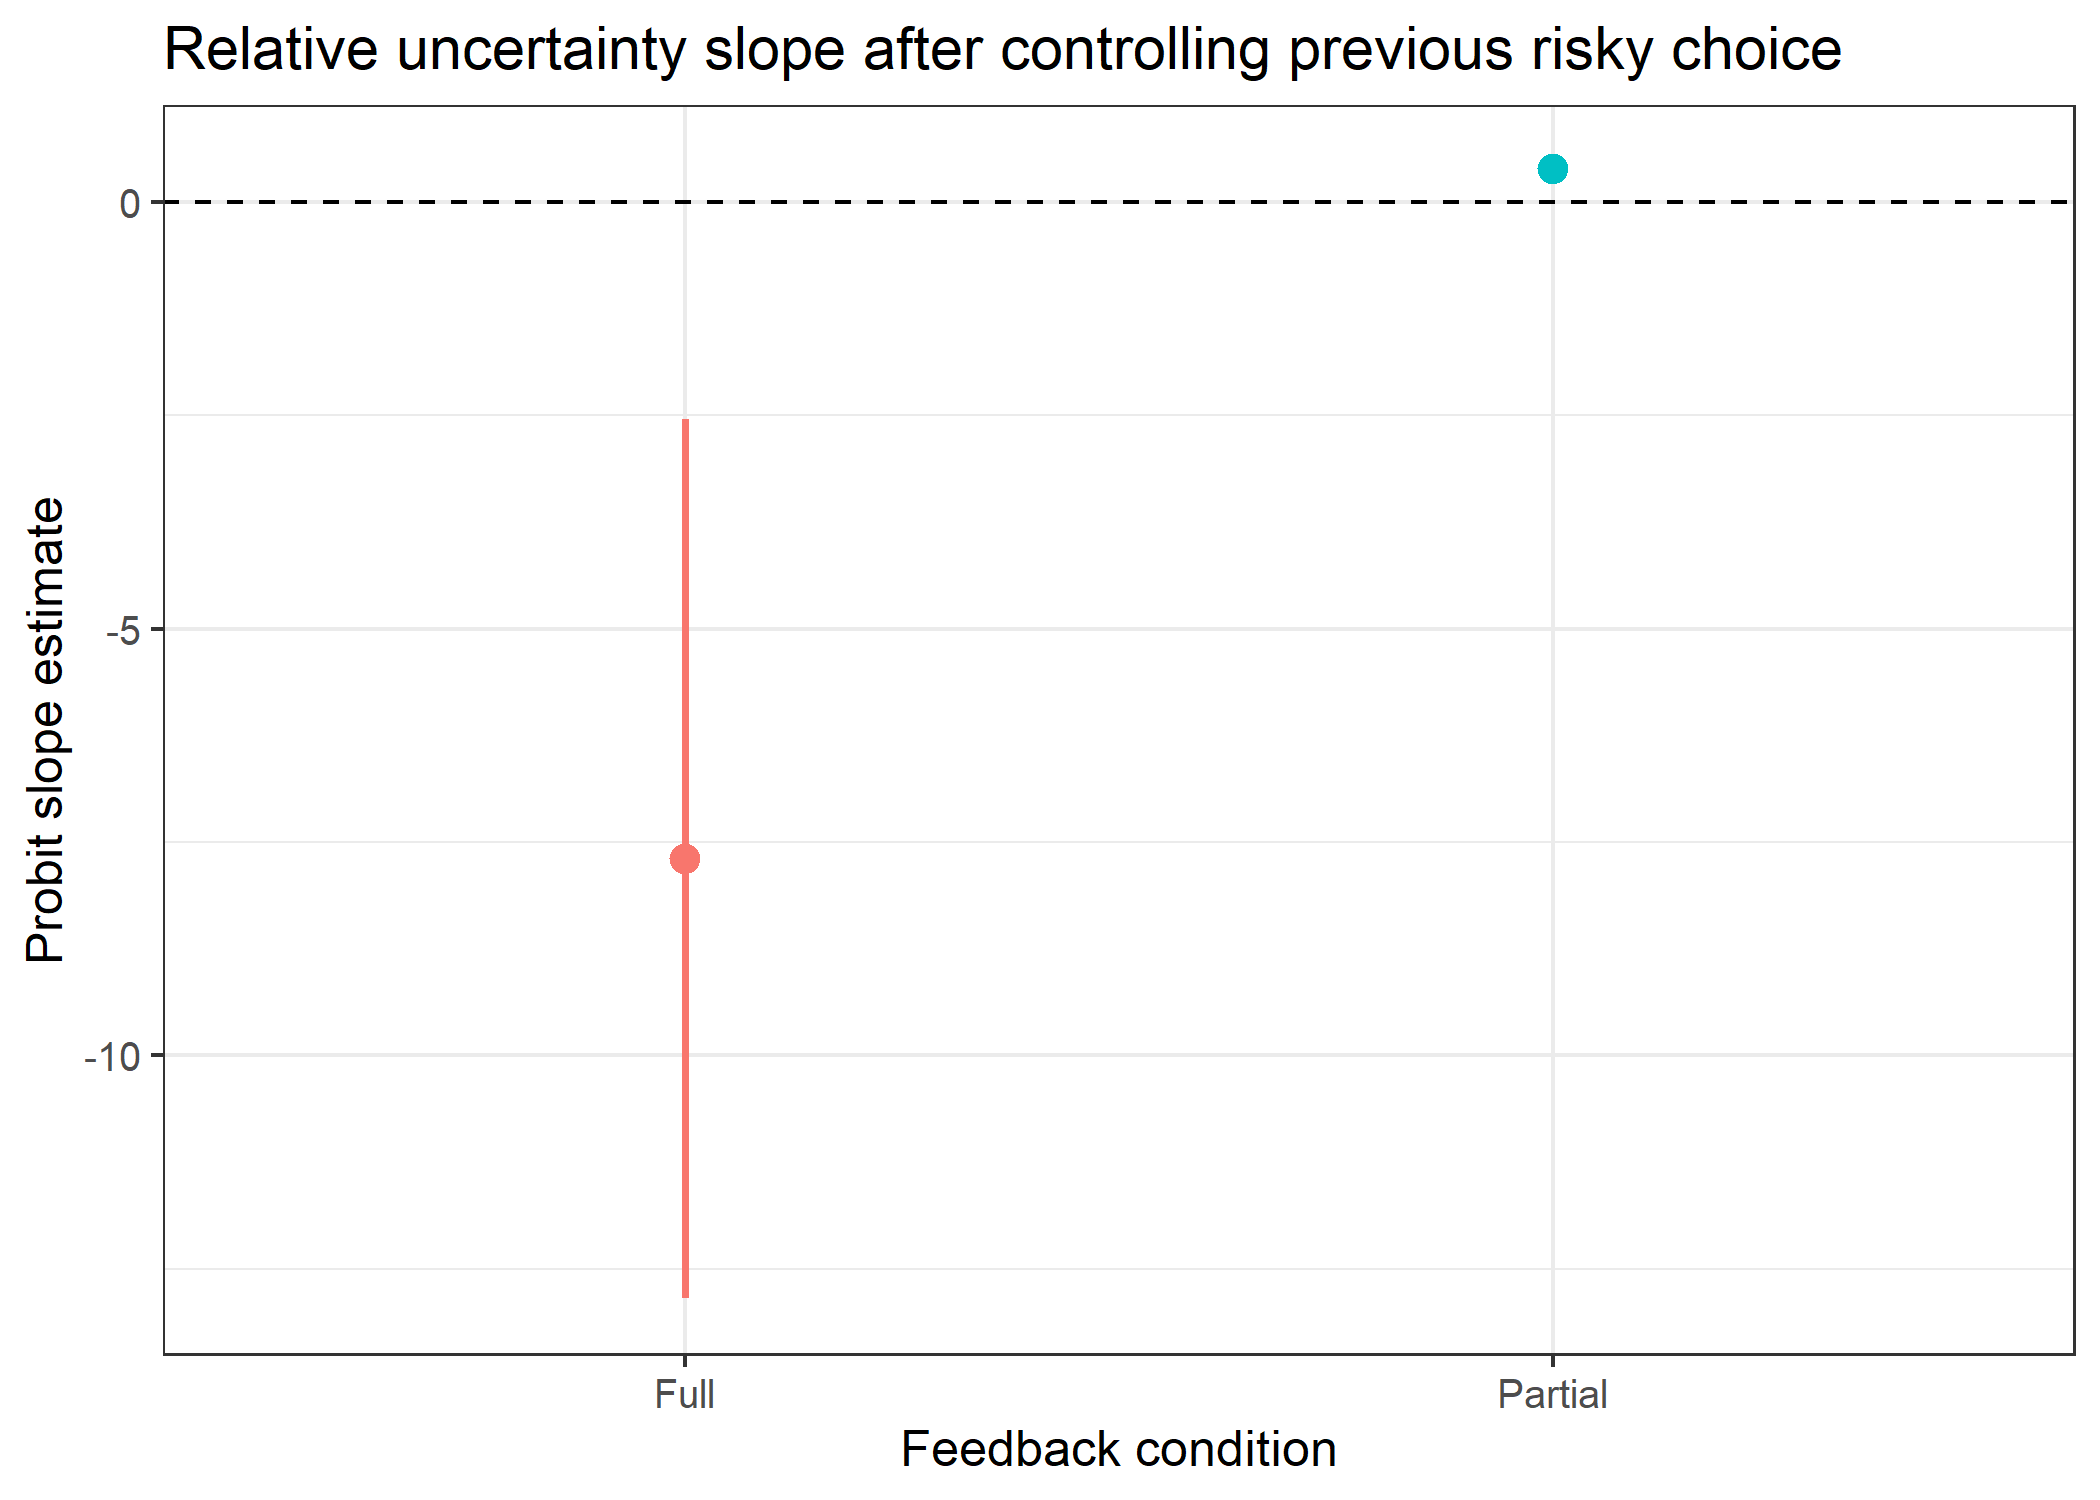 Relative uncertainty slope after controlling previous risky choice
Probit slope estimate
0
-5
-10
Full
Partial
Feedback condition